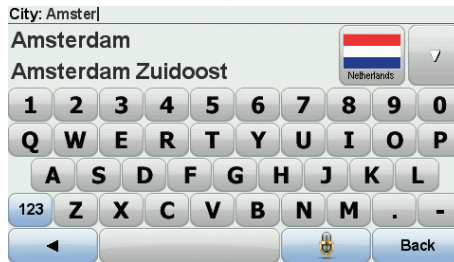 City: Amster
Amsterdam
Amsterdam Zuidoost
Netherlands
1 2 3 4 5 6 7 8 9 0
Q W E R T Y U I O P
A S D F G H J K L
123 Z X C V B N M . -
Back